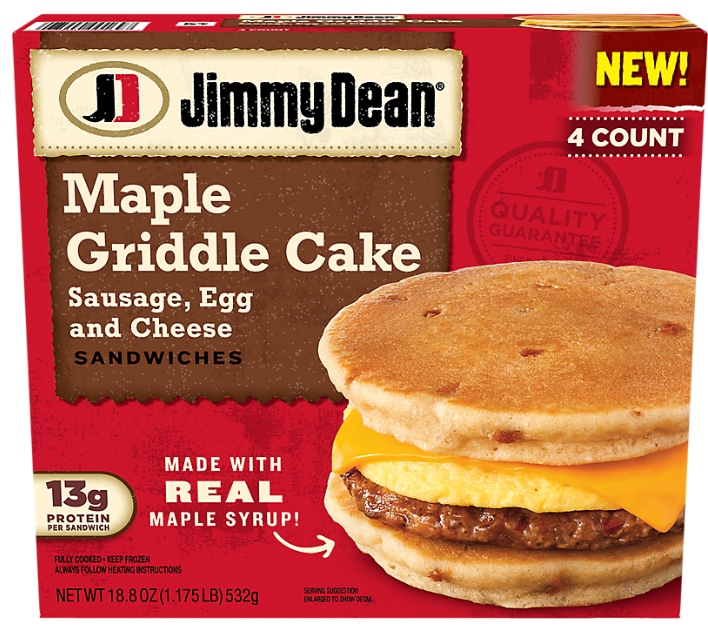 Jimmy Dean®
NEW!
4 COUNT
Maple
Griddle Cake
Sausage, Egg
and Cheese
SANDWICHES
QUALITY
GUARANTEE
13g
PROTEIN
PER SANDWICH
MADE WITH
REAL
MAPLE SYRUP!
FULLY COOKED • KEEP FROZEN
ALWAYS FOLLOW HEATING INSTRUCTIONS
NET WT 18.8 OZ (1.175 LB) 532g
SERVING SUGGESTION
ENLARGED TO SHOW DETAIL